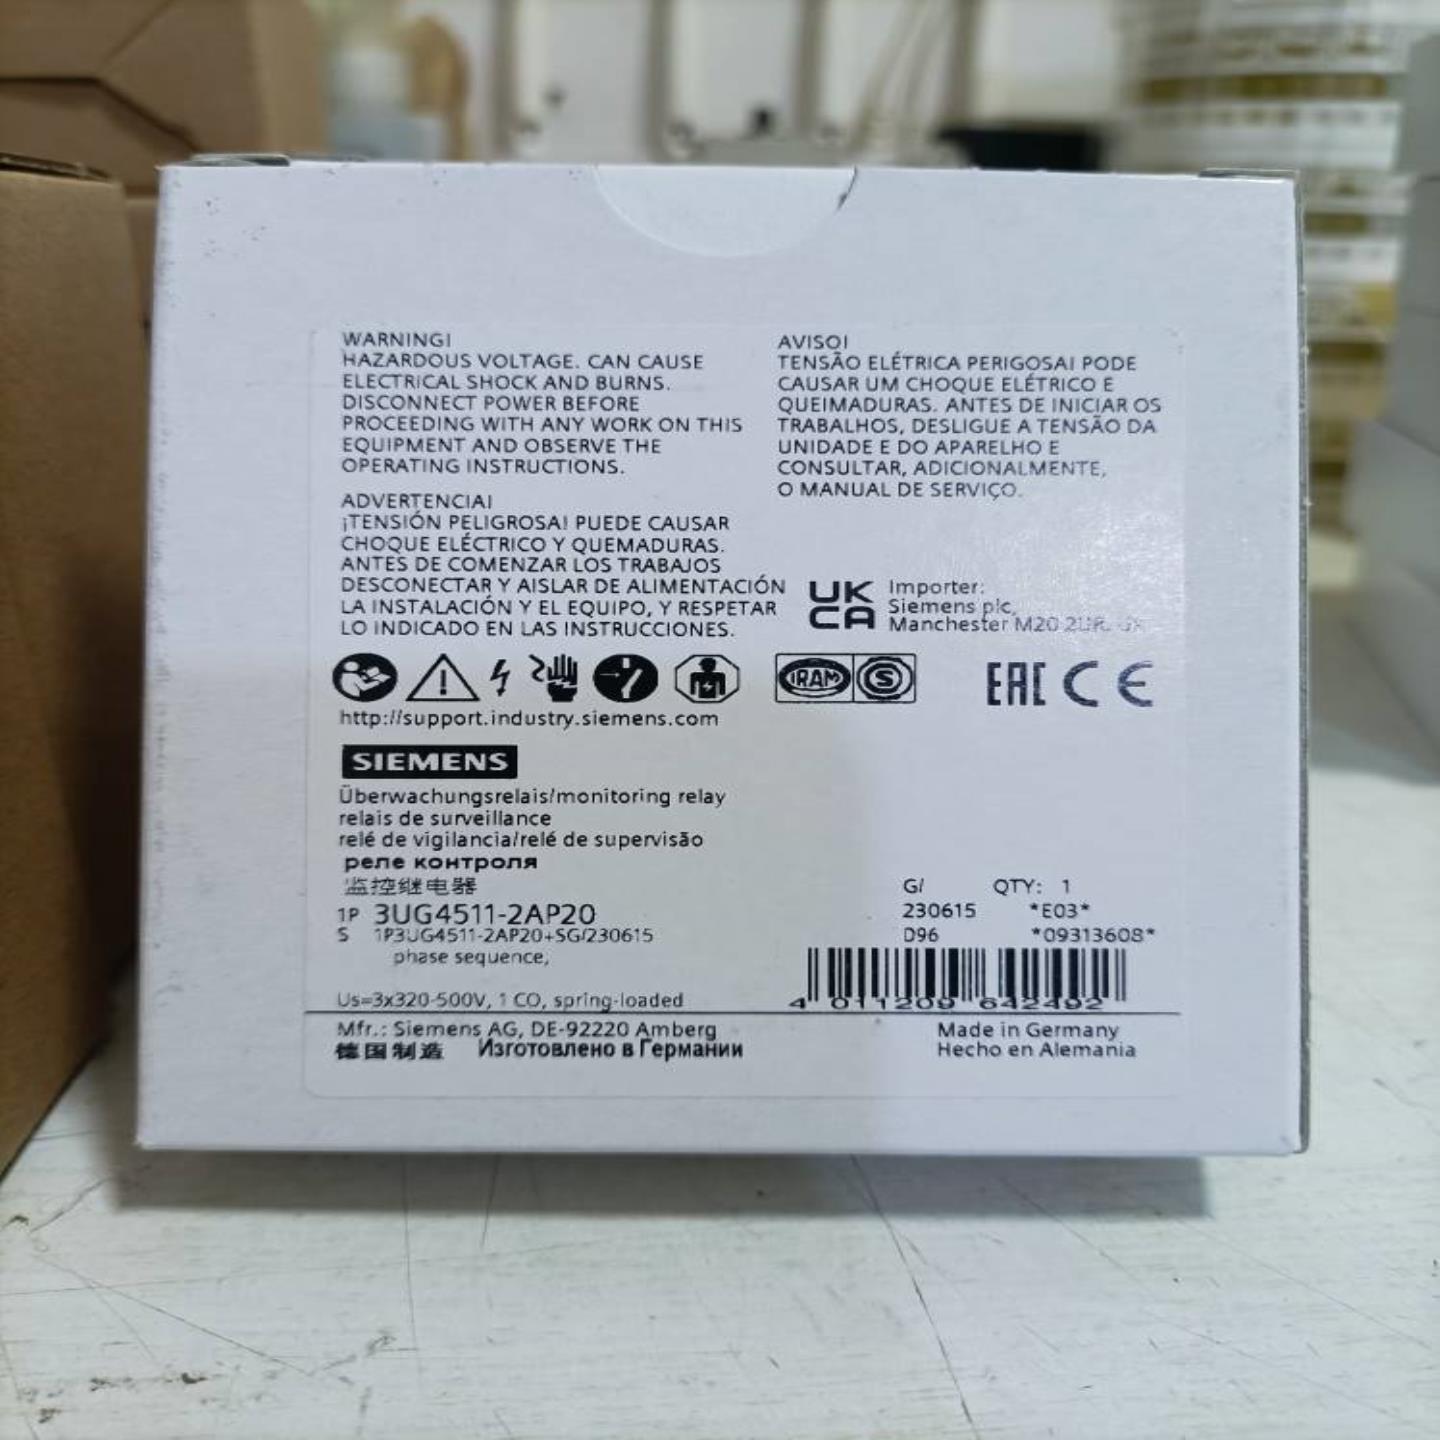 WARNING!
HAZARDOUS VOLTAGE. CAN CAUSE
ELECTRICAL SHOCK AND BURNS.
DISCONNECT POWER BEFORE
PROCEEDING WITH ANY WORK ON THIS
EQUIPMENT AND OBSERVE THE
OPERATING INSTRUCTIONS.
ADVERTENCIA!
¡TENSIÓN PELIGROSA! PUEDE CAUSAR
CHOQUE ELÉCTRICO Y QUEMADURAS.
ANTES DE COMENZAR LOS TRABAJOS
DESCONECTAR Y AISLAR DE ALIMENTACIÓN
LA INSTALACIÓN Y EL EQUIPO, Y RESPETAR
LO INDICADO EN LAS INSTRUCCIONES.
AVISO!
TENSÃO ELÉTRICA PERIGOSA! PODE
CAUSAR UM CHOQUE ELÉTRICO E
QUEIMADURAS. ANTES DE INICIAR OS
TRABALHOS, DESLIGUE A TENSÃO DA
UNIDADE E DO APARELHO E
CONSULTAR, ADICIONALMENTE,
O MANUAL DE SERVIÇO.
UK
CA
Importer:
Siemens plc,
Manchester M20 2UR, UK
IRAM S
EAC CE
http://support.industry.siemens.com
SIEMENS
Überwachungsrelais/monitoring relay
relais de surveillance
relé de vigilancia/relé de supervisão
реле контроля
监控继电器
1P 3UG4511-2AP20
S 1P3UG4511-2AP20+SG/230615
phase sequence,
Us=3x320-500V, 1 CO, spring-loaded
G/ QTY: 1
230615 *E03*
D96 *09313608*
4 011209 642492
Mfr.: Siemens AG, DE-92220 Amberg
德国制造 Изготовлено в Германии
Made in Germany
Hecho en Alemania